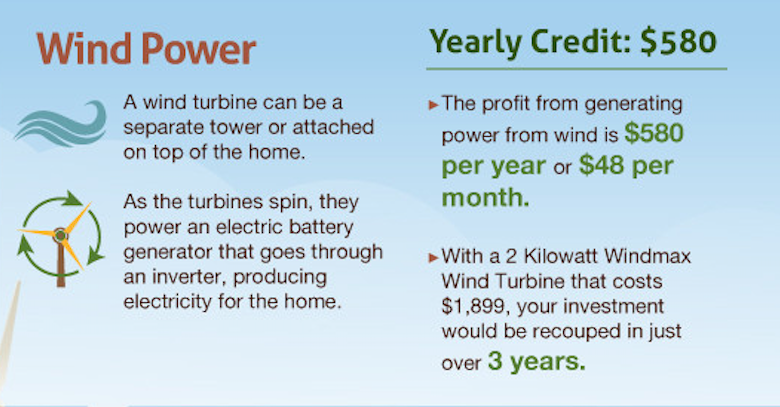 Wind Power
A wind turbine can be a
separate tower or attached
on top of the home.
As the turbines spin, they
power an electric battery
generator that goes through
an inverter, producing
electricity for the home.
Yearly Credit: $580
▸The profit from generating
power from wind is $580
per year or $48 per
month.
▸With a 2 Kilowatt Windmax
Wind Turbine that costs
$1,899, your investment
would be recouped in just
over 3 years.